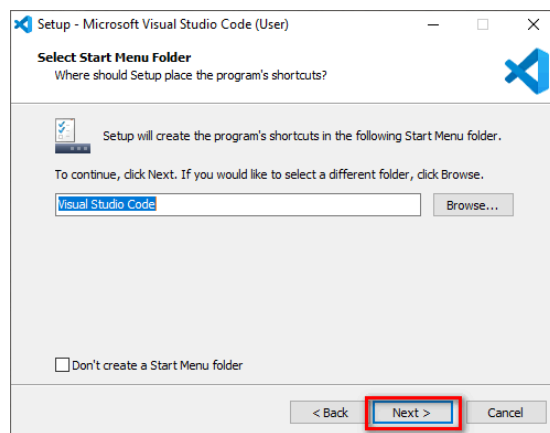 Setup - Microsoft Visual Studio Code (User)
Select Start Menu Folder
Where should Setup place the program's shortcuts?
Setup will create the program's shortcuts in the following Start Menu folder.
To continue, click Next. If you would like to select a different folder, click Browse.
Visual Studio Code
Browse...
Don't create a Start Menu folder
< Back
Next >
Cancel